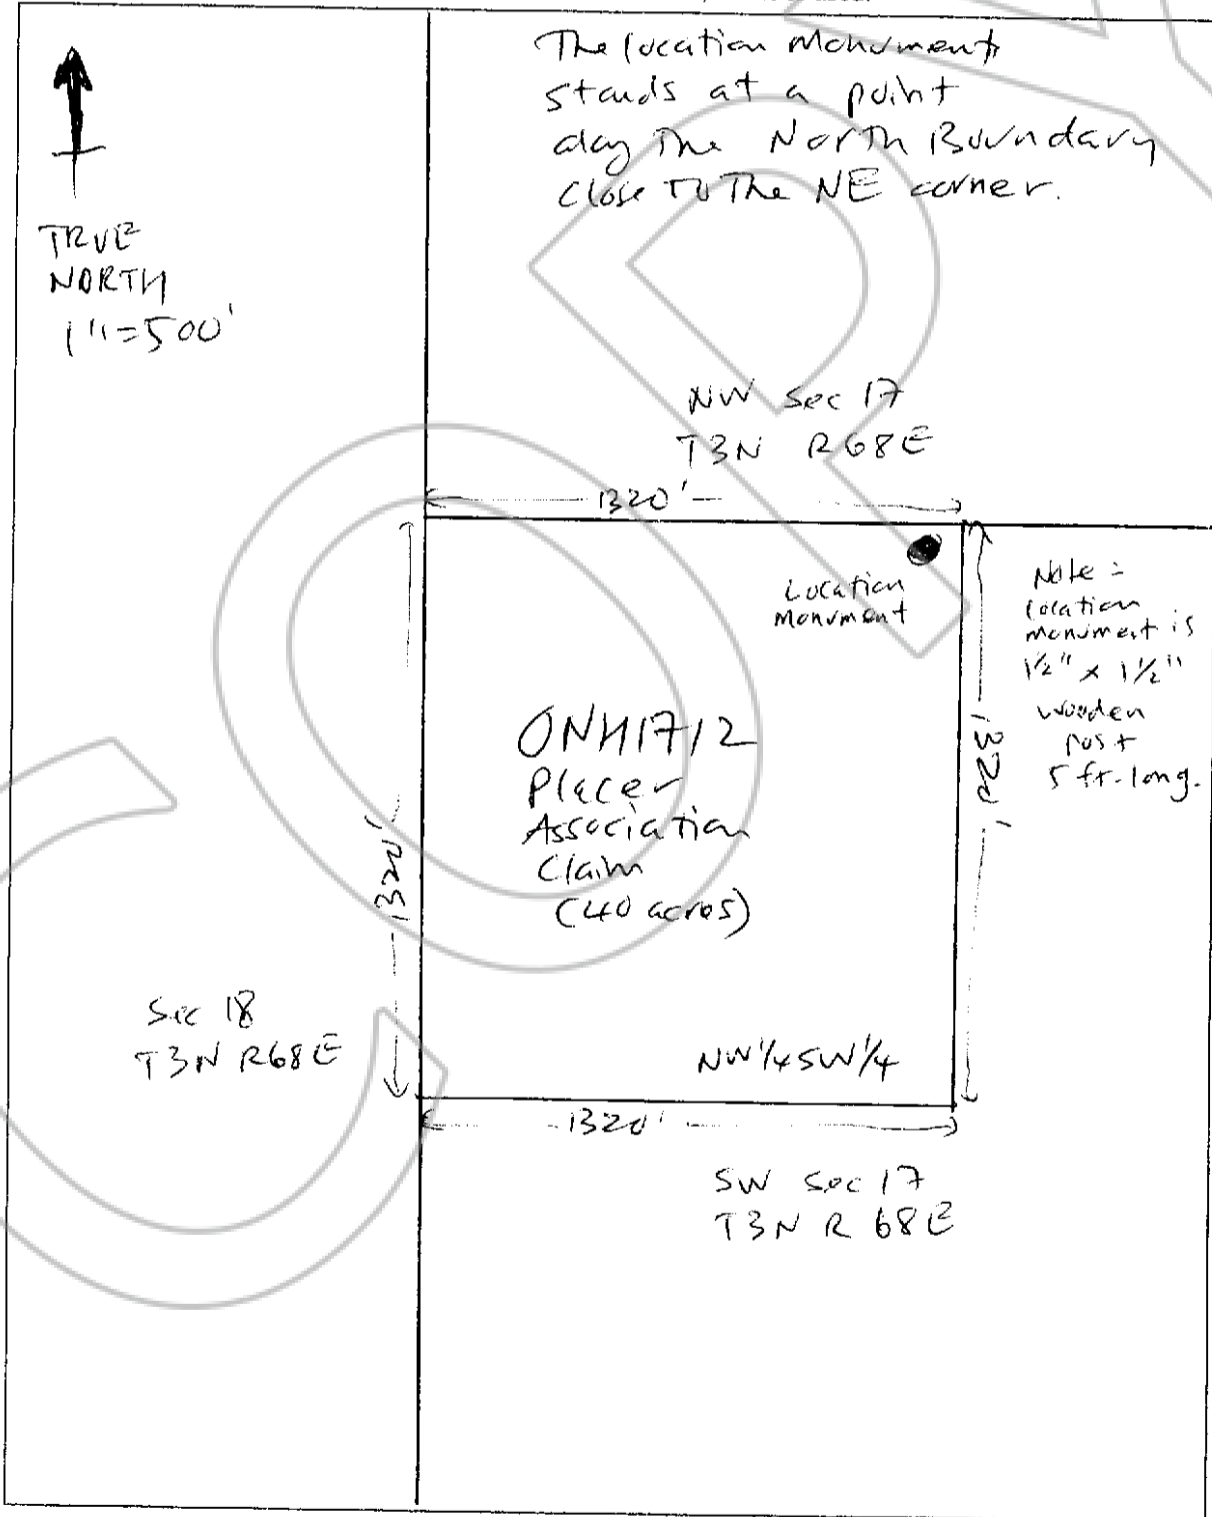 The location Monument
stands at a point
along The North Boundary
close to The NE corner.
TRUE
NORTH
1"=500'
NW Sec 17
T3N R68E
1320'
Location
Monument
Note =
location
monument is
1½" x 1½"
wooden
post
5 ft. long.
1320'
1320'
ONH1712
Placer
Association
Claim
(40 acres)
Sec 18
T3N R68E
NW¼SW¼
1320'
SW Sec 17
T3N R 68E
COPY